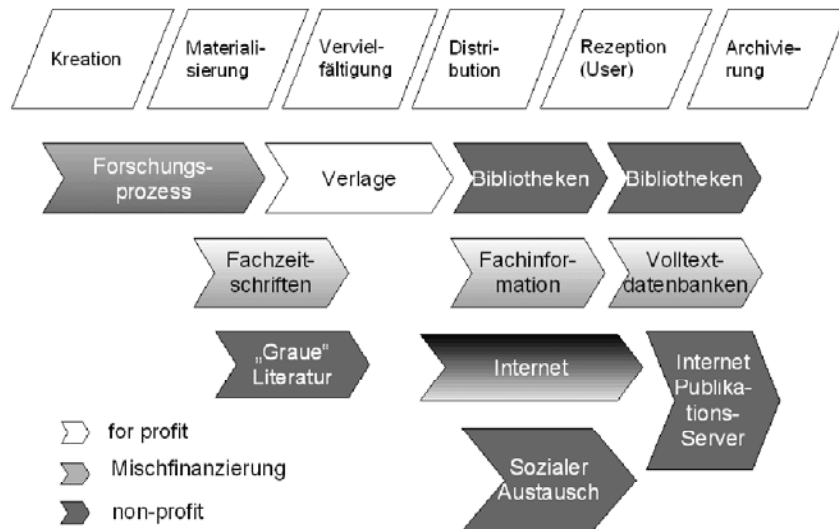 Kreation
Materiali-
sierung
Verviel-
fältigung
Distri-
bution
Rezeption
(User)
Archivie-
rung
Forschungs-
prozess
Verlage
Bibliotheken
Bibliotheken
Fachzeit-
schriften
Fachinfor-
mation
Volltext-
datenbanken
„Graue“
Literatur
Internet
Internet
Publika-
tions-
Server
Sozialer
Austausch
for profit
Mischfinanzierung
non-profit